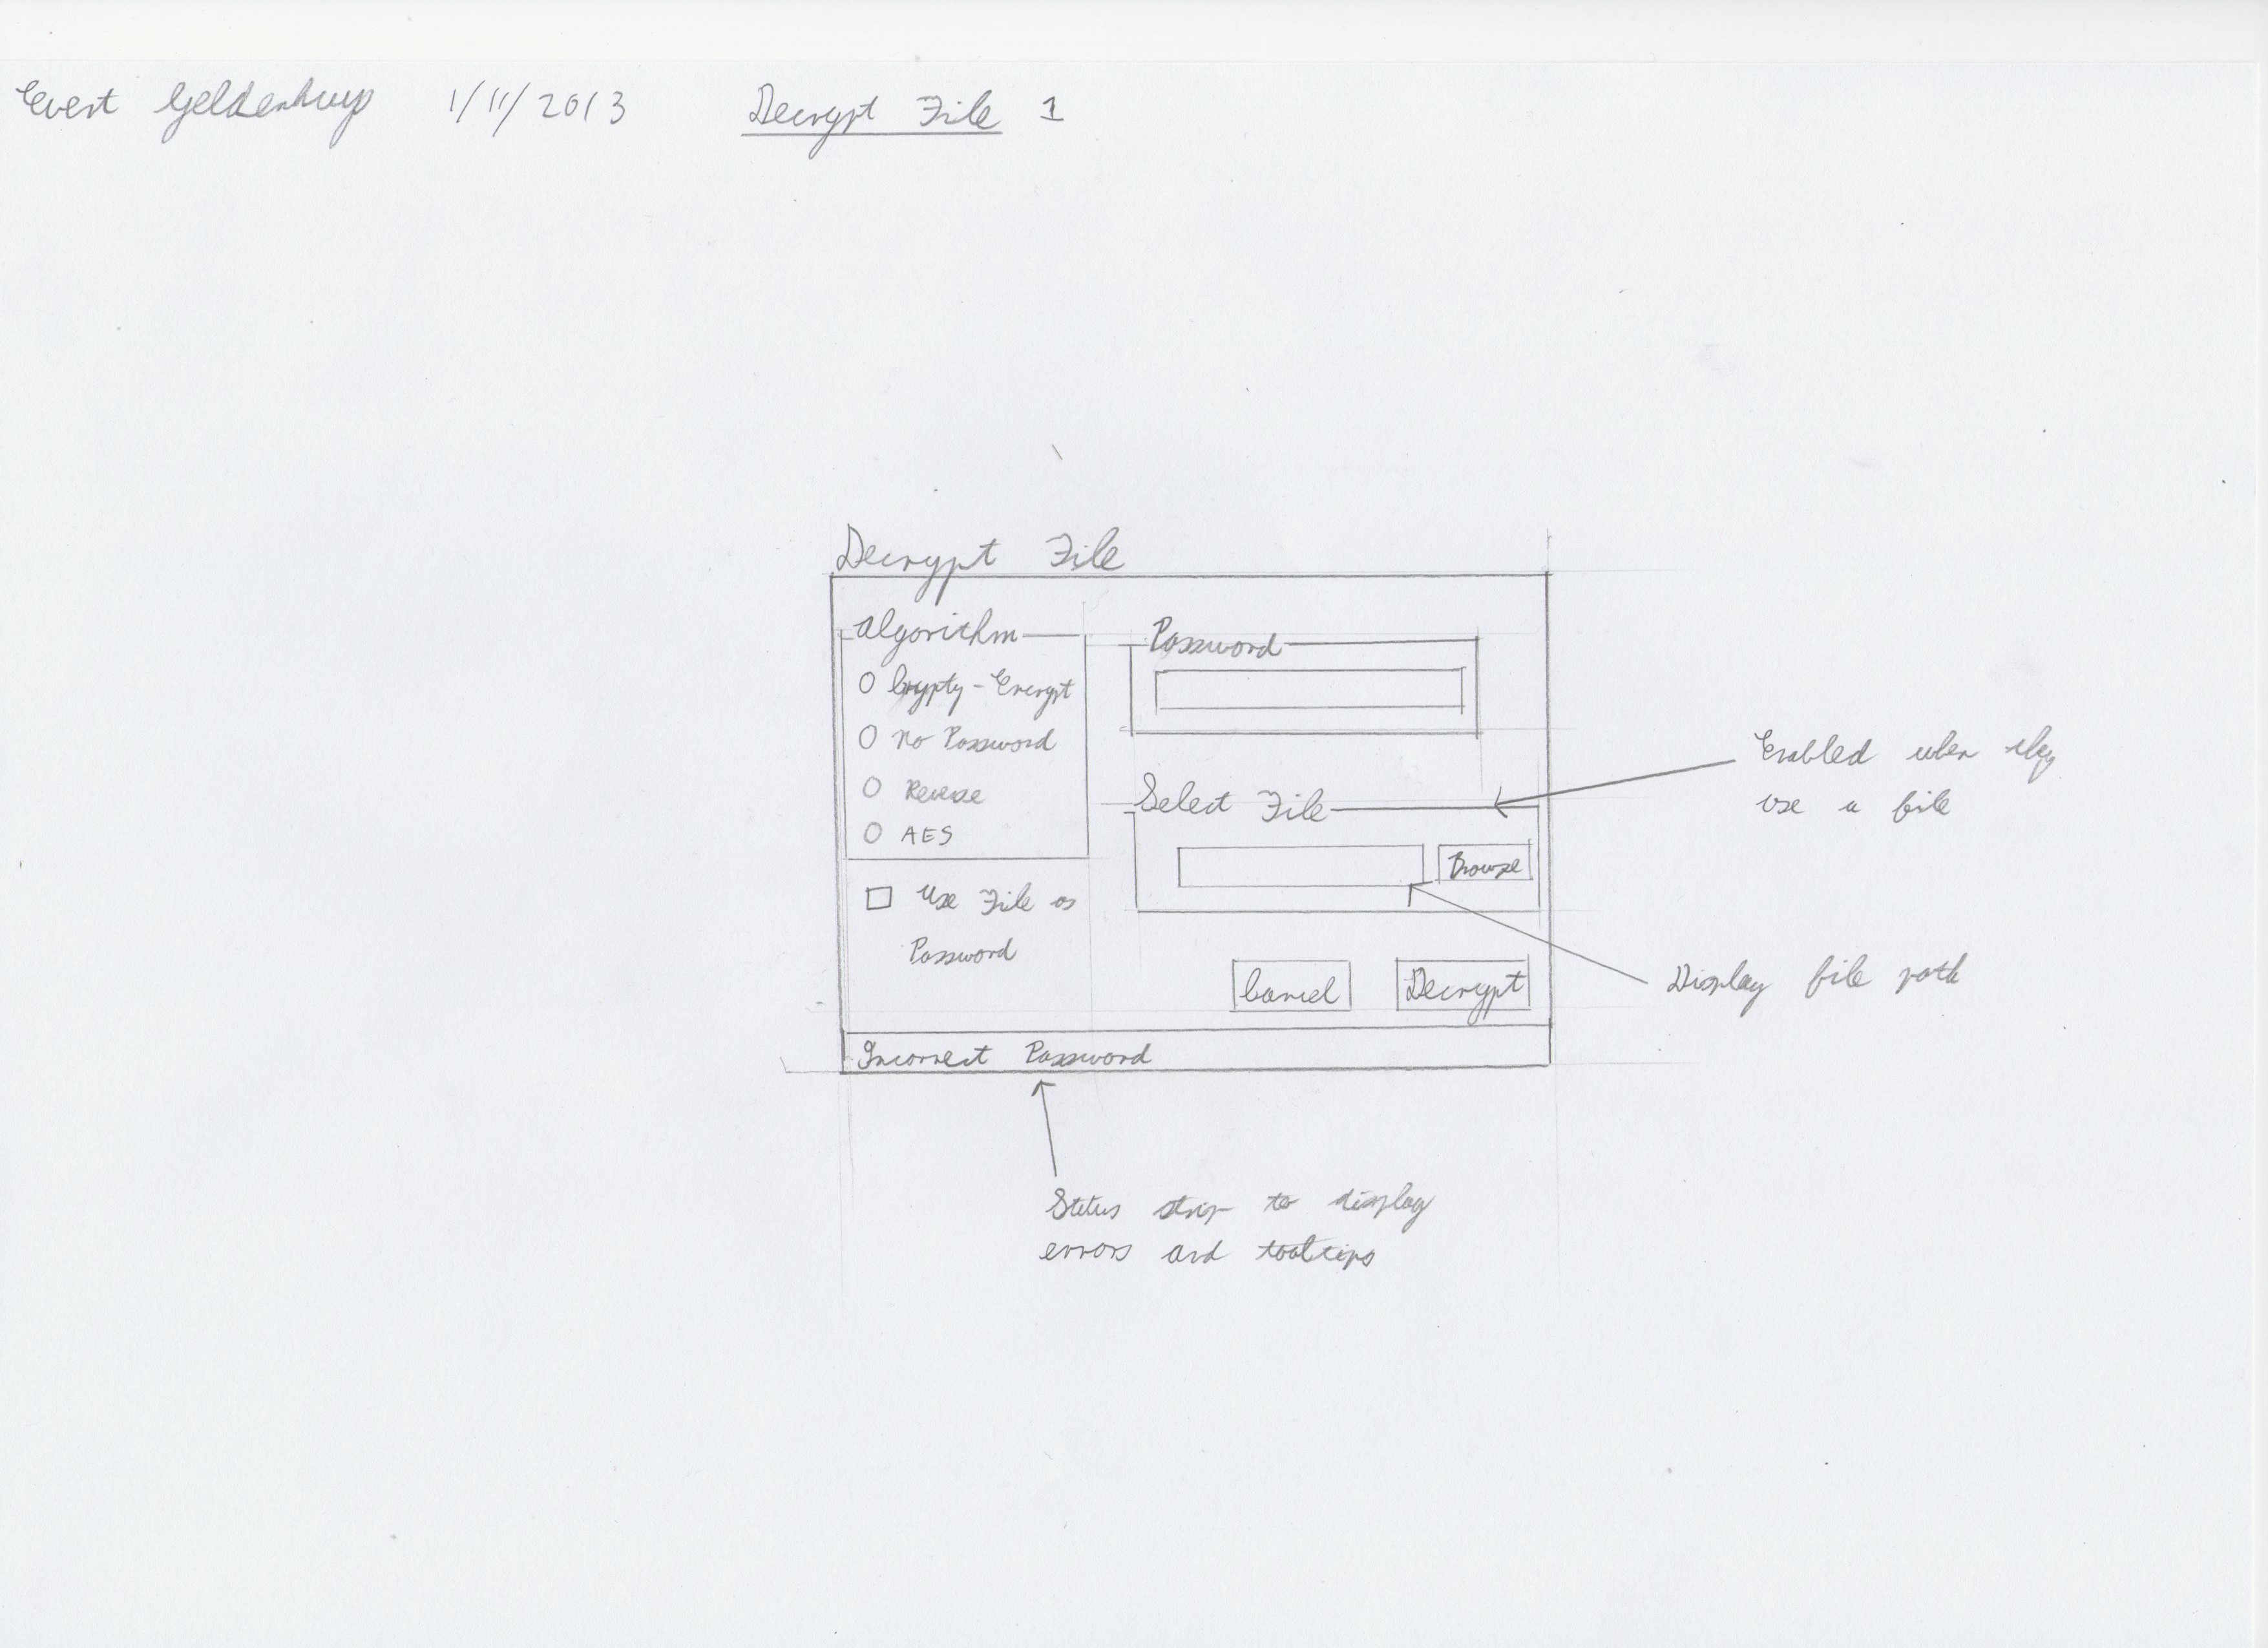 Evert Geldenhuys 1/11/2013 Decrypt File 1
Decrypt File
Algorithm
Crypty-Encrypt
No Password
Reverse
AES
Use File as
Password
Password
Select File
Browse
Cancel Decrypt
Incorrect Password
Enabled when they
use a file
Display file path
Status strip to display
errors and tooltips